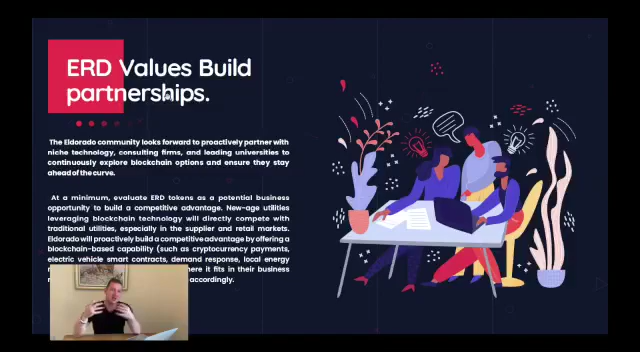 ERD Values Build
partnerships.
The Eldorado community looks forward to proactively partner with
niche technology, consulting firms, and leading universities to
continuously explore blockchain options and ensure they stay
ahead of the curve.
At a minimum, evaluate ERD tokens as a potential business
opportunity to build a competitive advantage. New-age utilities
leveraging blockchain technology will directly compete with
traditional utilities, especially in the supplier and retail markets.
Eldorado will proactively build a competitive advantage by offering a
blockchain-based capability (such as cryptocurrency payments,
electric vehicle smart contracts, demand response, local energy
where it fits in their business
accordingly.